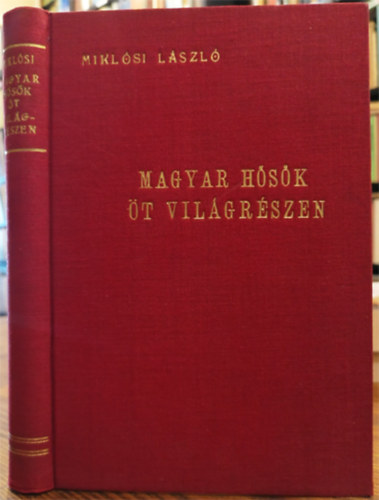 MIKLÓSI LÁSZLÓ
MAGYAR HŐSÖK
ÖT VILÁGRÉSZEN
MIKLÓSI
MAGYAR
HŐSÖK
ÖT
VILÁG-
RÉSZEN